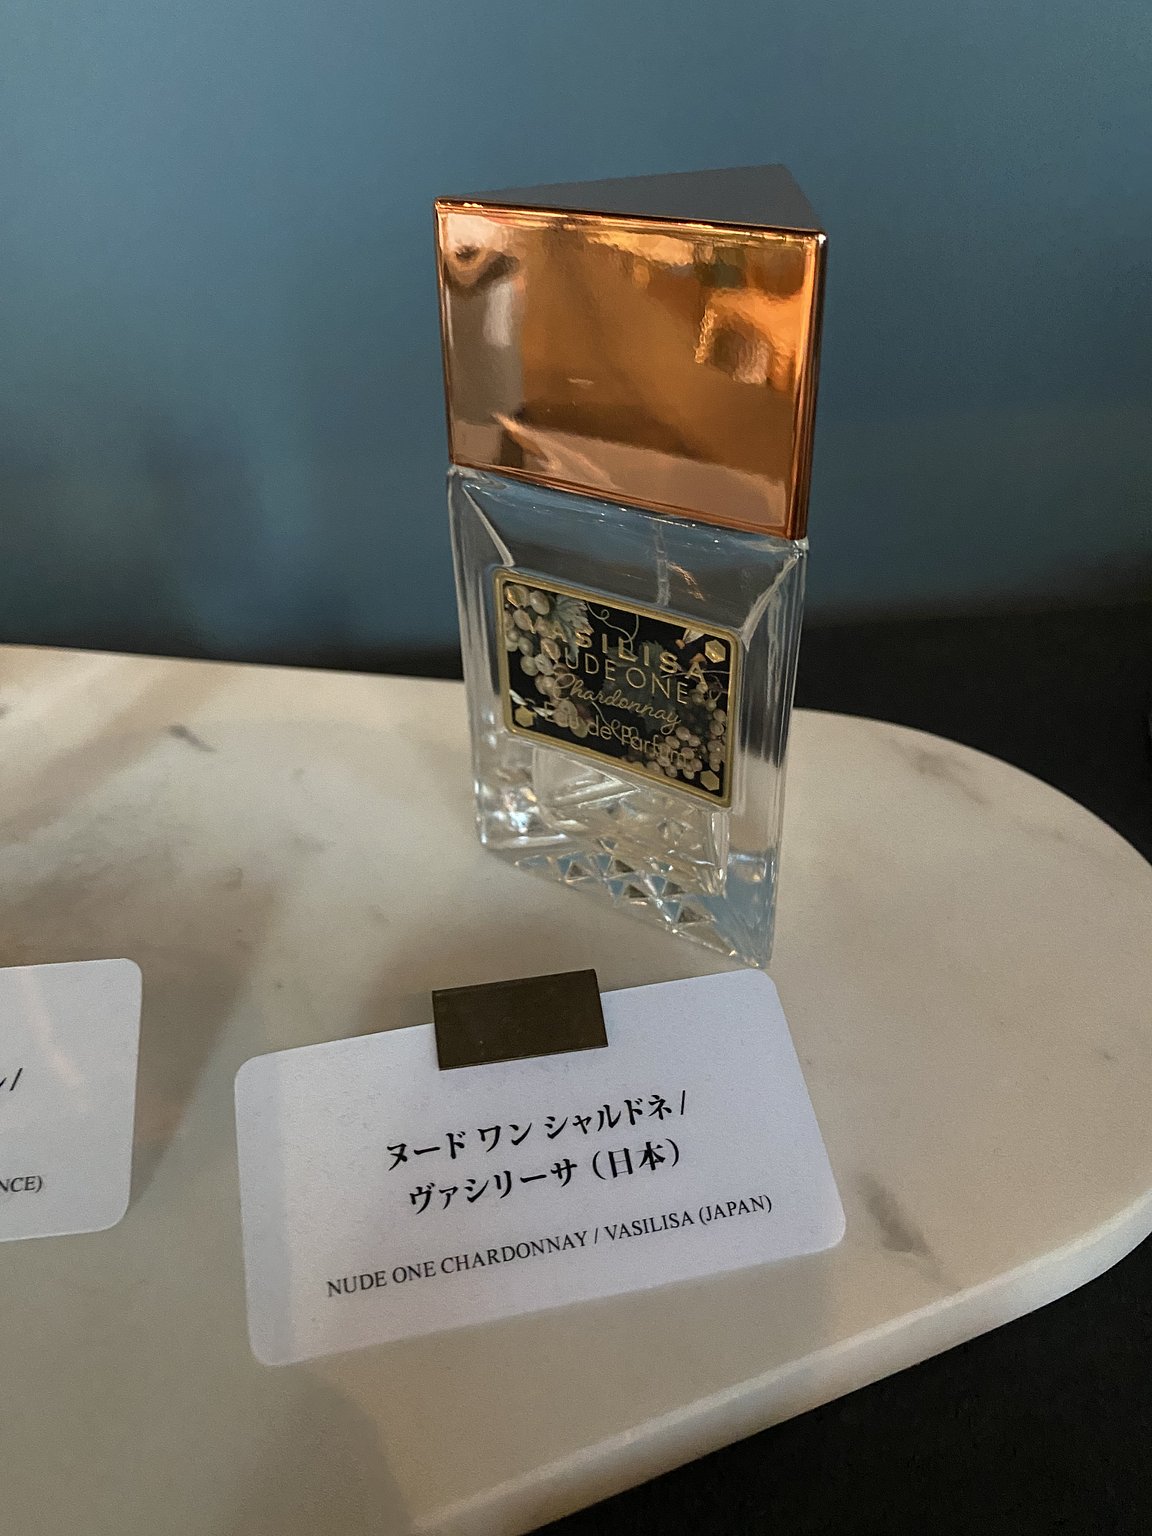 VASILISA
NUDE ONE
Chardonnay
Eau de Parfum
ン/
NCE)
ヌード ワン シャルドネ /
ヴァシリーサ（日本）
NUDE ONE CHARDONNAY / VASILISA (JAPAN)